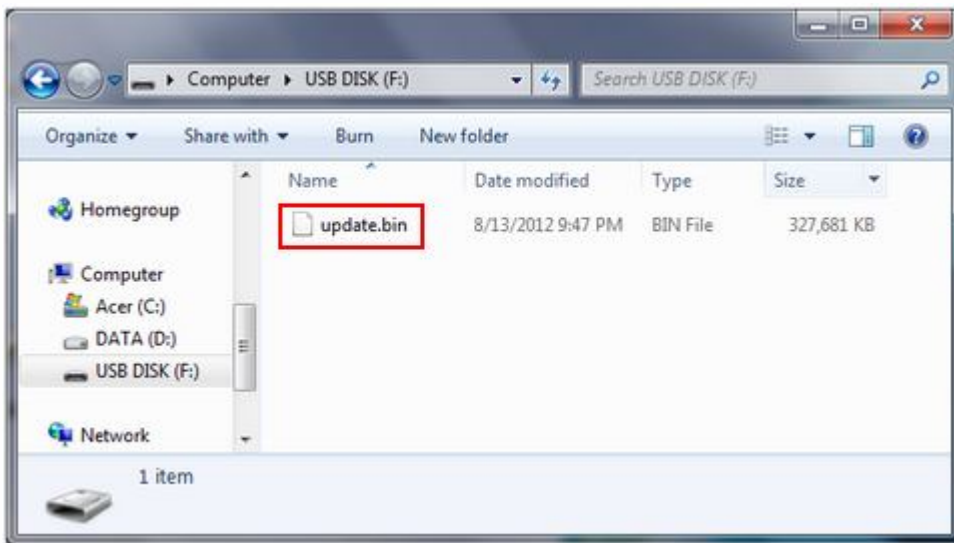 Computer ▸ USB DISK (F:)
Search USB DISK (F:)
Organize Share with Burn New folder
Name Date modified Type Size
update.bin 8/13/2012 9:47 PM BIN File 327,681 KB
Homegroup
Computer
Acer (C:)
DATA (D:)
USB DISK (F:)
Network
1 item